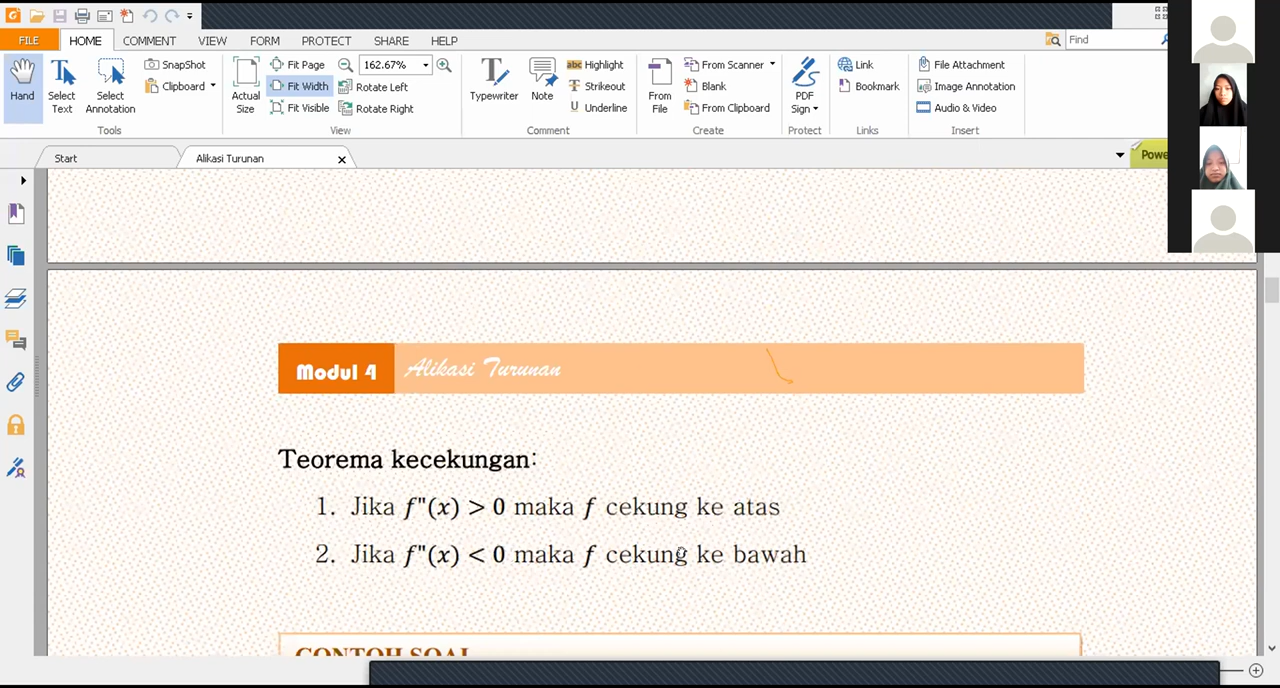 Find
FILE HOME COMMENT VIEW FORM PROTECT SHARE HELP
Hand
Select Text
Select Annotation
SnapShot
Clipboard
Tools
Actual Size
Fit Page
Fit Width
Fit Visible
162.67%
Rotate Left
Rotate Right
View
Typewriter
Note
Highlight
Strikeout
Underline
Comment
From File
From Scanner
Blank
From Clipboard
Create
PDF Sign
Protect
Link
Bookmark
Links
File Attachment
Image Annotation
Audio & Video
Insert
Start
Alikasi Turunan
Modul 4 Alikasi Turunan
Teorema kecekungan:
1. Jika f"(x) > 0 maka f cekung ke atas
2. Jika f"(x) < 0 maka f cekung ke bawah
CONTOH SOAL